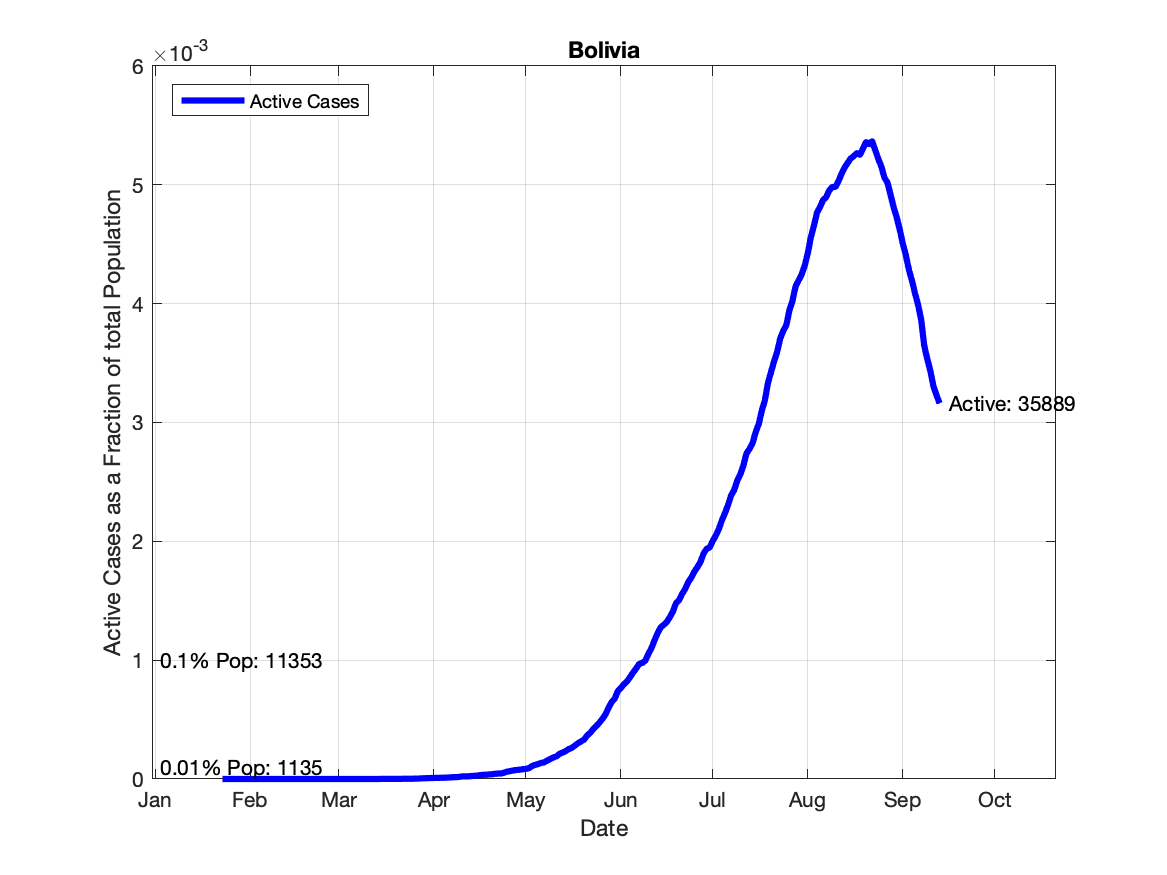 Bolivia
×10-3
Active Cases
6
5
4
3
2
1
0
Active Cases as a Fraction of total Population
Active: 35889
0.1% Pop: 11353
0.01% Pop: 1135
Jan Feb Mar Apr May Jun Jul Aug Sep Oct
Date